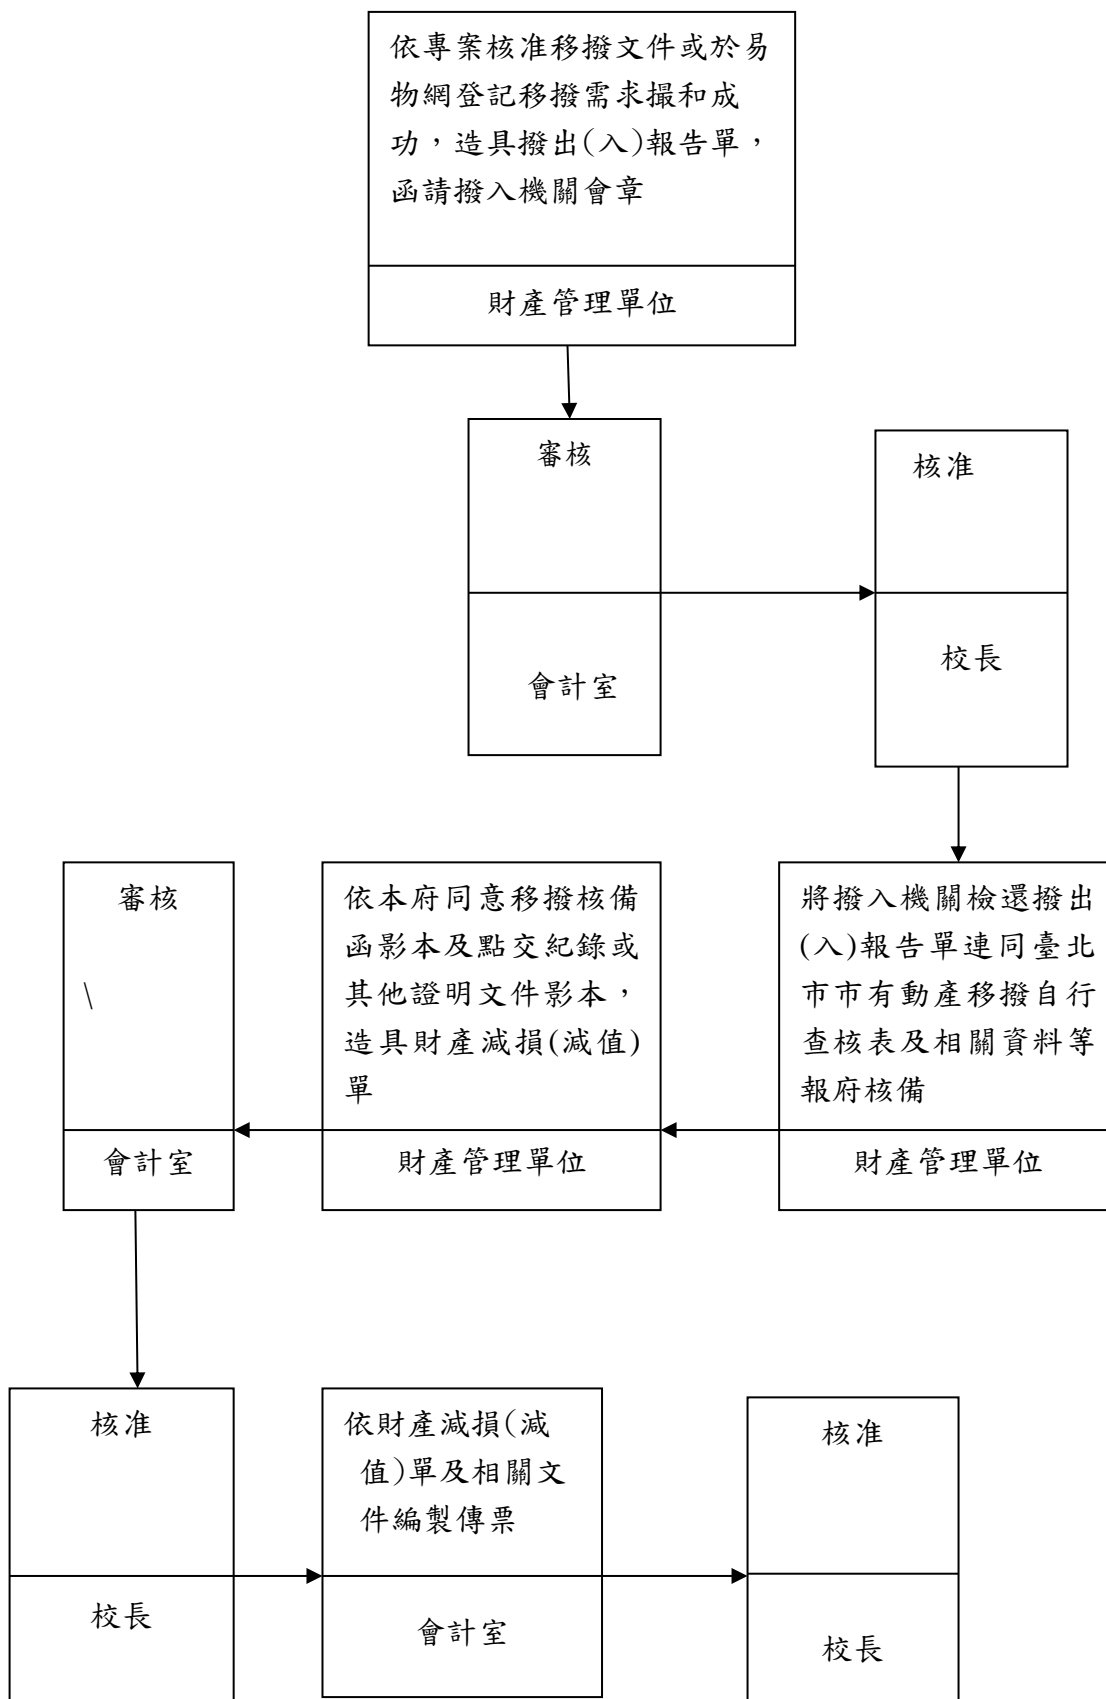 依專案核准移撥文件或於易
物網登記移撥需求撮和成
功，造具撥出(入)報告單，
函請撥入機關會章
財產管理單位
審核
會計室
核准
校長
將撥入機關檢還撥出
(入)報告單連同臺北
市市有動產移撥自行
查核表及相關資料等
報府核備
財產管理單位
依本府同意移撥核備
函影本及點交紀錄或
其他證明文件影本，
造具財產減損(減值)
單
財產管理單位
審核
\
會計室
核准
校長
依財產減損(減
值)單及相關文
件編製傳票
會計室
核准
校長